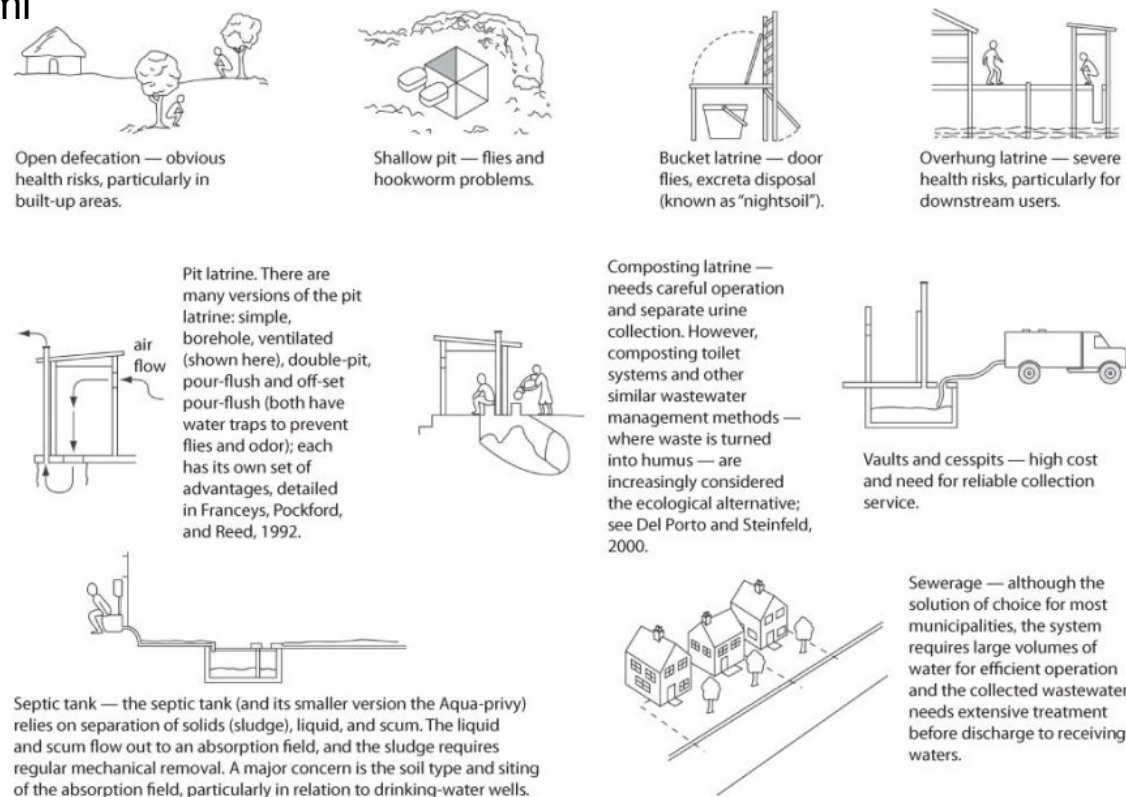 Open defecation — obvious
health risks, particularly in
built-up areas.
Shallow pit — flies and
hookworm problems.
Bucket latrine — door
flies, excreta disposal
(known as “nightsoil”).
Overhung latrine — severe
health risks, particularly for
downstream users.
air
flow
Pit latrine. There are
many versions of the pit
latrine: simple,
borehole, ventilated
(shown here), double-pit,
pour-flush and off-set
pour-flush (both have
water traps to prevent
flies and odor); each
has its own set of
advantages, detailed
in Franceys, Pockford,
and Reed, 1992.
Composting latrine —
needs careful operation
and separate urine
collection. However,
composting toilet
systems and other
similar wastewater
management methods —
where waste is turned
into humus — are
increasingly considered
the ecological alternative;
see Del Porto and Steinfeld,
2000.
Vaults and cesspits — high cost
and need for reliable collection
service.
Septic tank — the septic tank (and its smaller version the Aqua-privy)
relies on separation of solids (sludge), liquid, and scum. The liquid
and scum flow out to an absorption field, and the sludge requires
regular mechanical removal. A major concern is the soil type and siting
of the absorption field, particularly in relation to drinking-water wells.
Sewerage — although the
solution of choice for most
municipalities, the system
requires large volumes of
water for efficient operation
and the collected wastewater
needs extensive treatment
before discharge to receiving
waters.